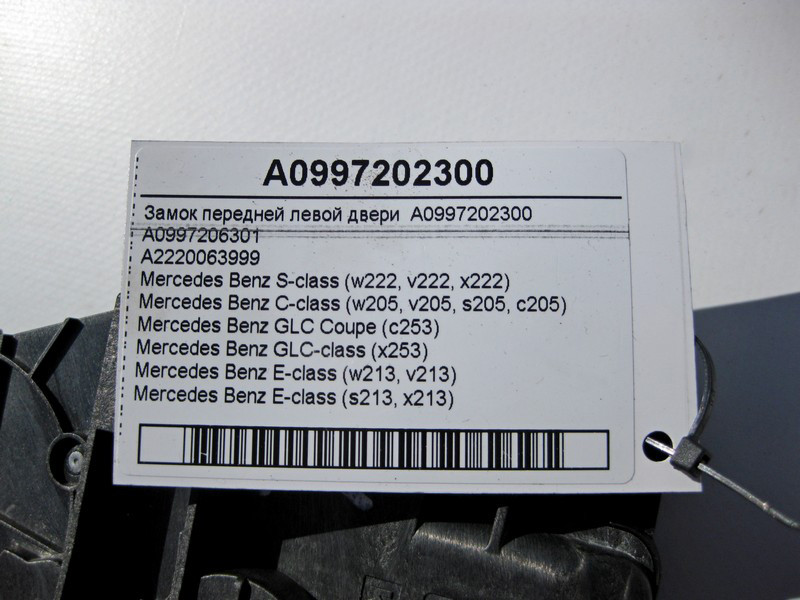 A0997202300
Замок передней левой двери A0997202300
A0997206301
A2220063999
Mercedes Benz S-class (w222, v222, x222)
Mercedes Benz C-class (w205, v205, s205, c205)
Mercedes Benz GLC Coupe (c253)
Mercedes Benz GLC-class (x253)
Mercedes Benz E-class (w213, v213)
Mercedes Benz E-class (s213, x213)